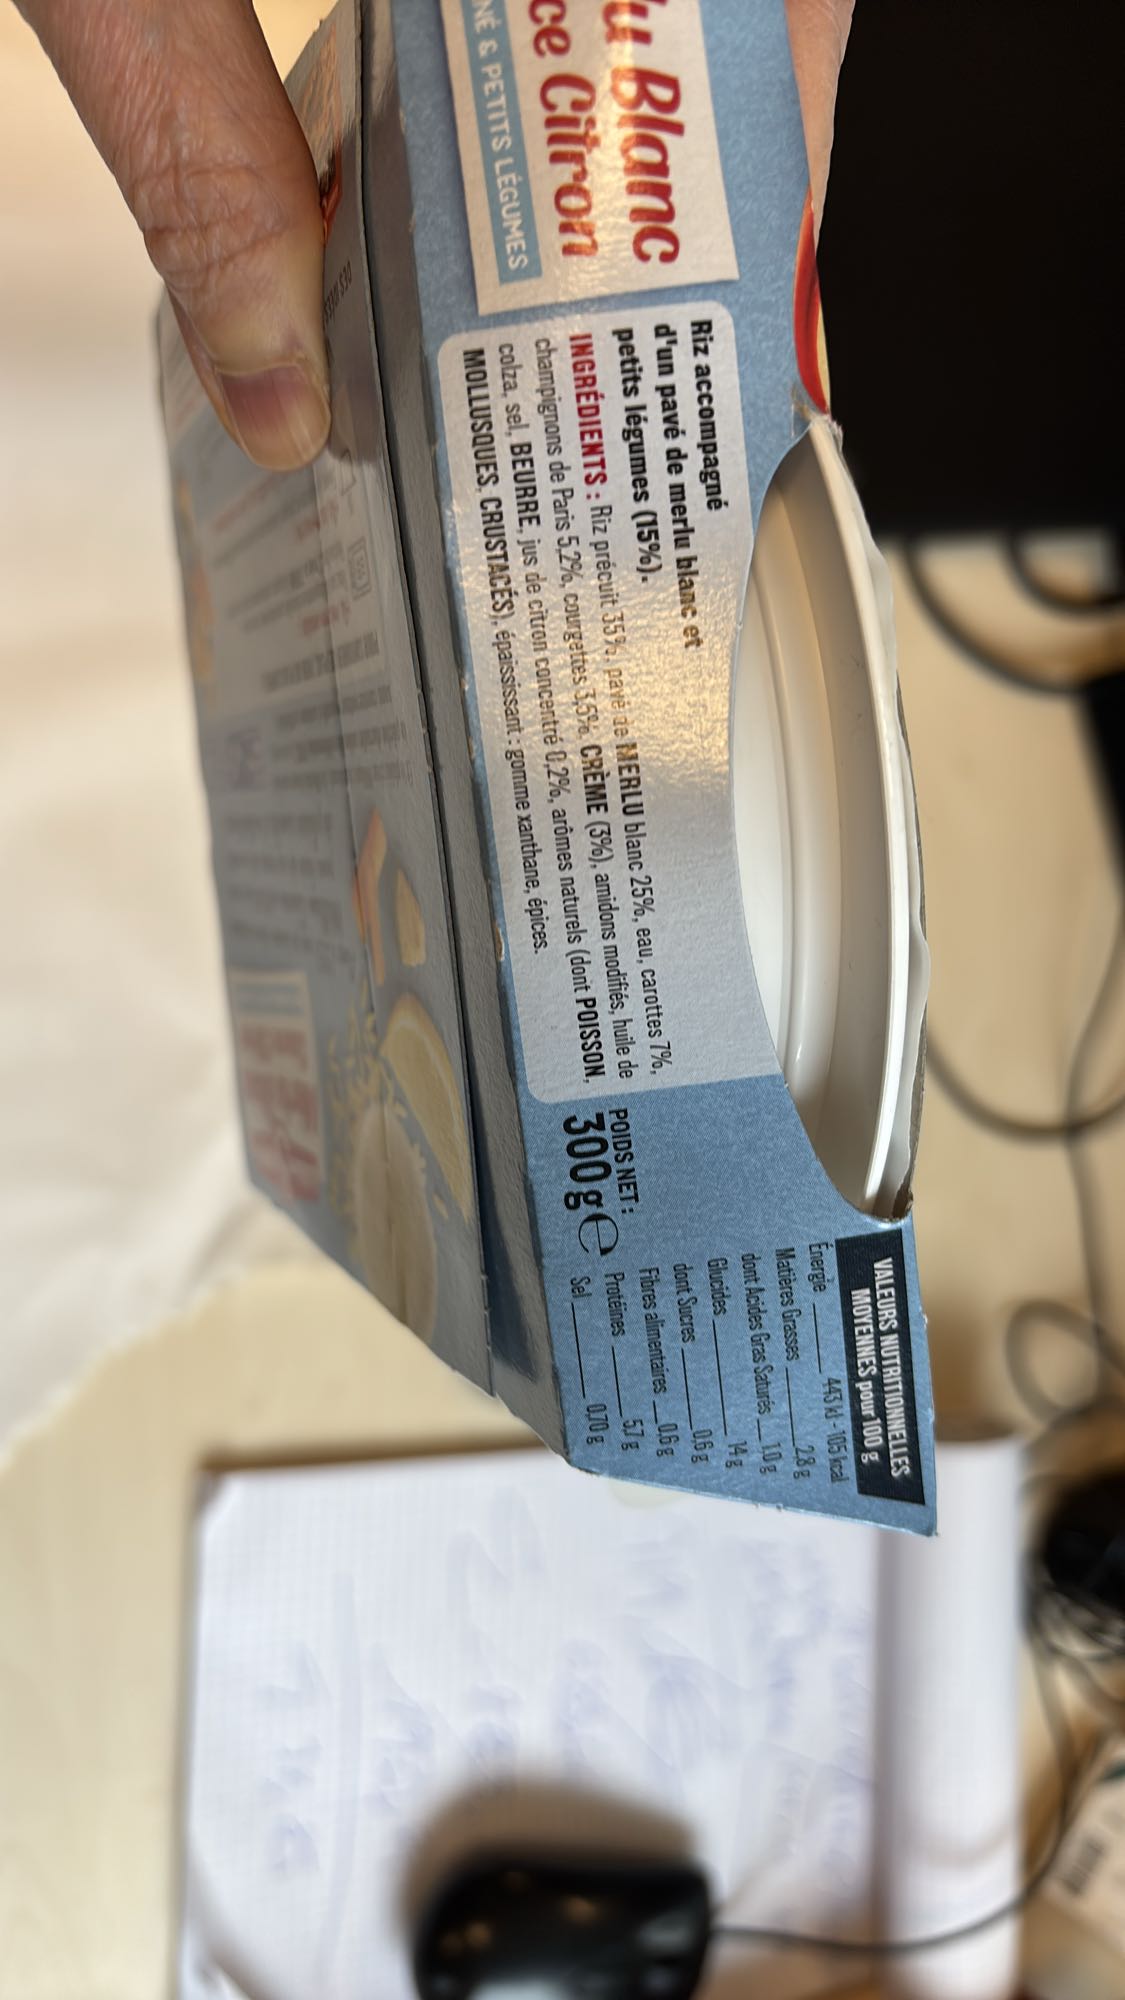 u Blanc
ce Citron
NÉ & PETITS LÉGUMES
Riz accompagné
d'un pavé de merlu blanc et
petits légumes (15%).
INGRÉDIENTS : Riz précuit 35%, pavé de MERLU blanc 25%, eau, carottes 7%,
champignons de Paris 5,2%, courgettes 3,5%, CRÈME (3%), amidons modifiés, huile de
colza, sel, BEURRE, jus de citron concentré 0,2%, arômes naturels (dont POISSON,
MOLLUSQUES, CRUSTACÉS), épaississant : gomme xanthane, épices.
POIDS NET :
300g e
VALEURS NUTRITIONNELLES
MOYENNES pour 100 g
Énergie 443 kJ - 105 kcal
Matières Grasses 2,8 g
dont Acides Gras Saturés 1,0 g
Glucides 14 g
dont Sucres 0,6 g
Fibres alimentaires 0,6 g
Protéines 5,7 g
Sel 0,70 g